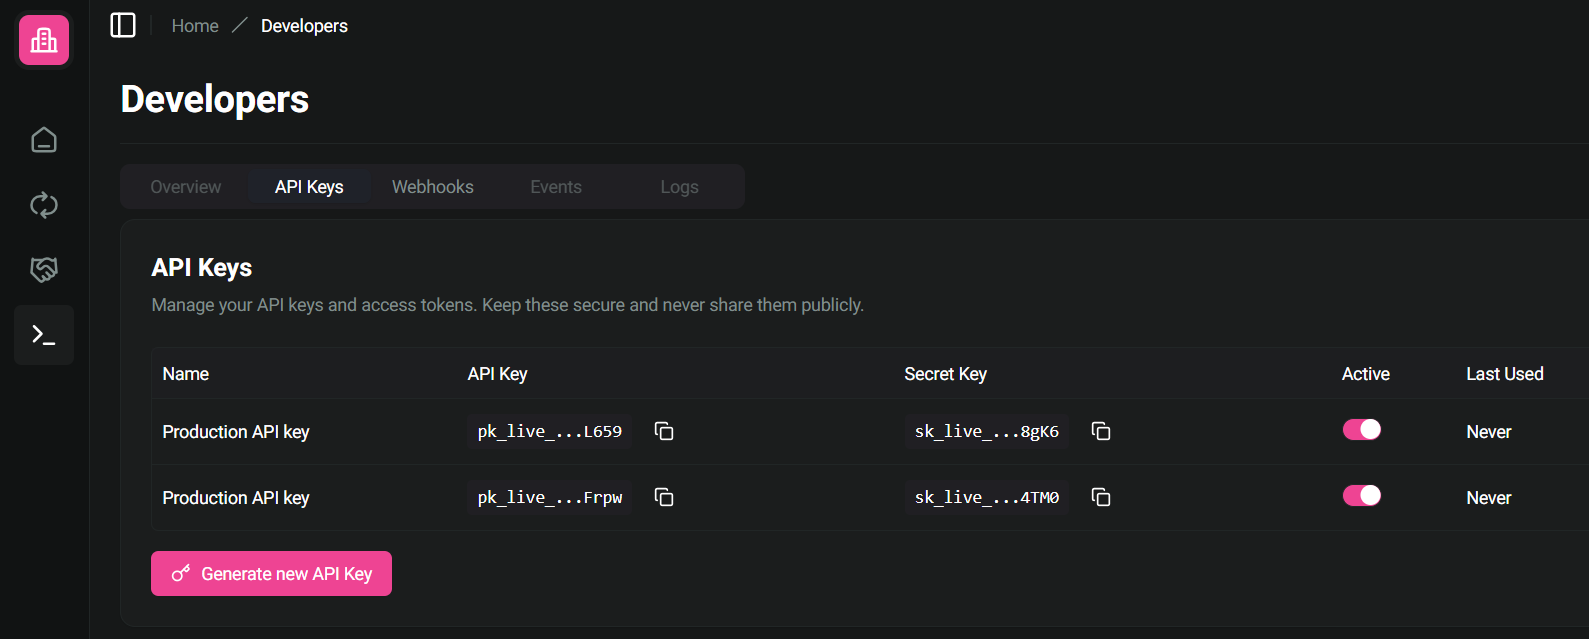 Home / Developers
Developers
Overview API Keys Webhooks Events Logs
API Keys
Manage your API keys and access tokens. Keep these secure and never share them publicly.
Name API Key Secret Key Active Last Used
Production API key pk_live_...L659 sk_live_...8gK6 Never
Production API key pk_live_...Frpw sk_live_...4TM0 Never
Generate new API Key